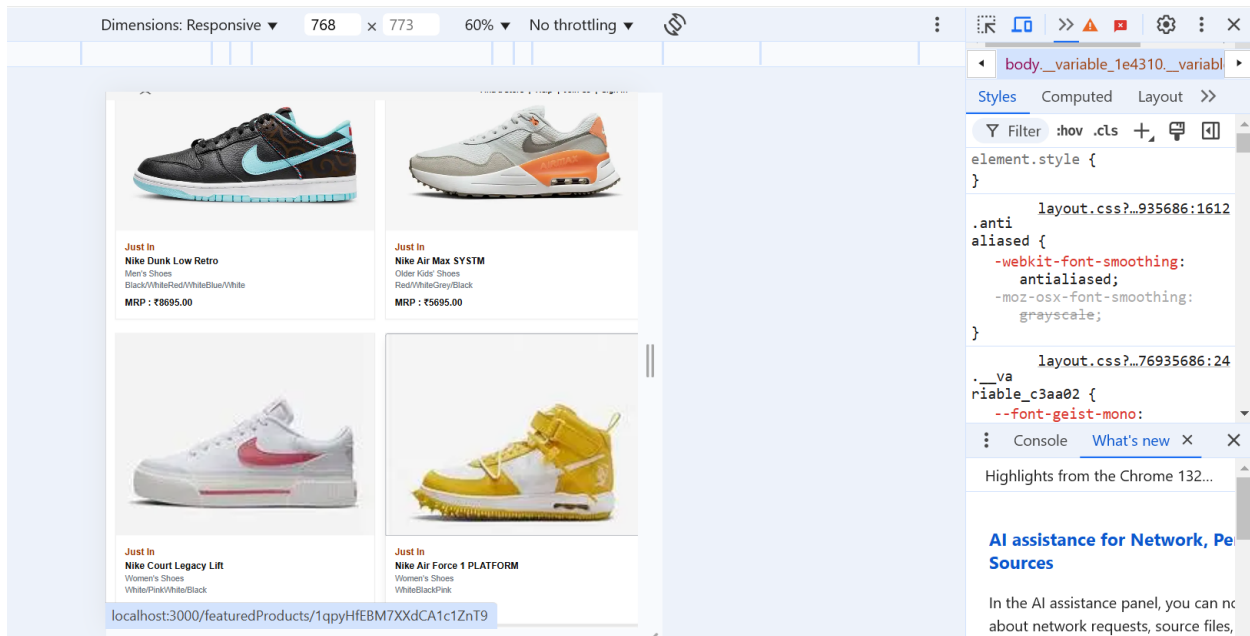 Dimensions: Responsive ▼ 768 × 773 60% ▼ No throttling ▼
body.__variable_1e4310.__variabl
Styles Computed Layout
Filter :hov .cls
element.style {
}
layout.css?…935686:1612
.anti
aliased {
-webkit-font-smoothing:
antialiased;
-moz-osx-font-smoothing:
grayscale;
}
layout.css?…76935686:24
.__va
riable_c3aa02 {
--font-geist-mono:
Console What's new
Highlights from the Chrome 132...
AI assistance for Network, Pe
Sources
In the AI assistance panel, you can no
about network requests, source files,
AIRMAX
Just In
Nike Dunk Low Retro
Men's Shoes
Black/WhiteRed/WhiteBlue/White
MRP : ₹8695.00
Just In
Nike Air Max SYSTM
Older Kids' Shoes
Red/WhiteGrey/Black
MRP : ₹5695.00
Just In
Nike Court Legacy Lift
Women's Shoes
White/PinkWhite/Black
Just In
Nike Air Force 1 PLATFORM
Women's Shoes
WhiteBlackPink
localhost:3000/featuredProducts/1qpyHfEBM7XXdCA1c1ZnT9